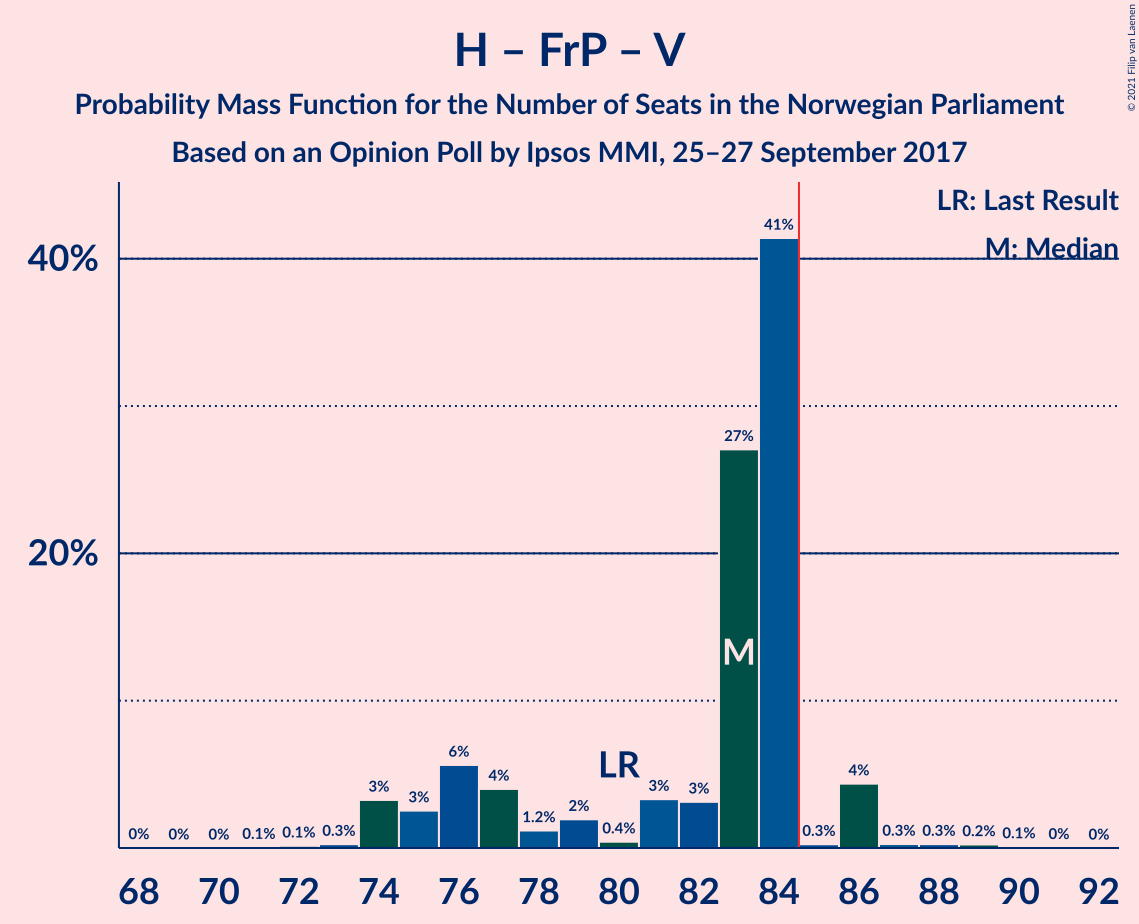 H – FrP – V
Probability Mass Function for the Number of Seats in the Norwegian Parliament
Based on an Opinion Poll by Ipsos MMI, 25–27 September 2017
© 2021 Filip van Laenen
LR: Last Result
M: Median
40%
20%
0% 0% 0% 0.1% 0.1% 0.3% 3% 3% 6% 4% 1.2% 2% 0.4% 3% 3% 27% 41% 0.3% 4% 0.3% 0.3% 0.2% 0.1% 0% 0%
LR
M
68 70 72 74 76 78 80 82 84 86 88 90 92